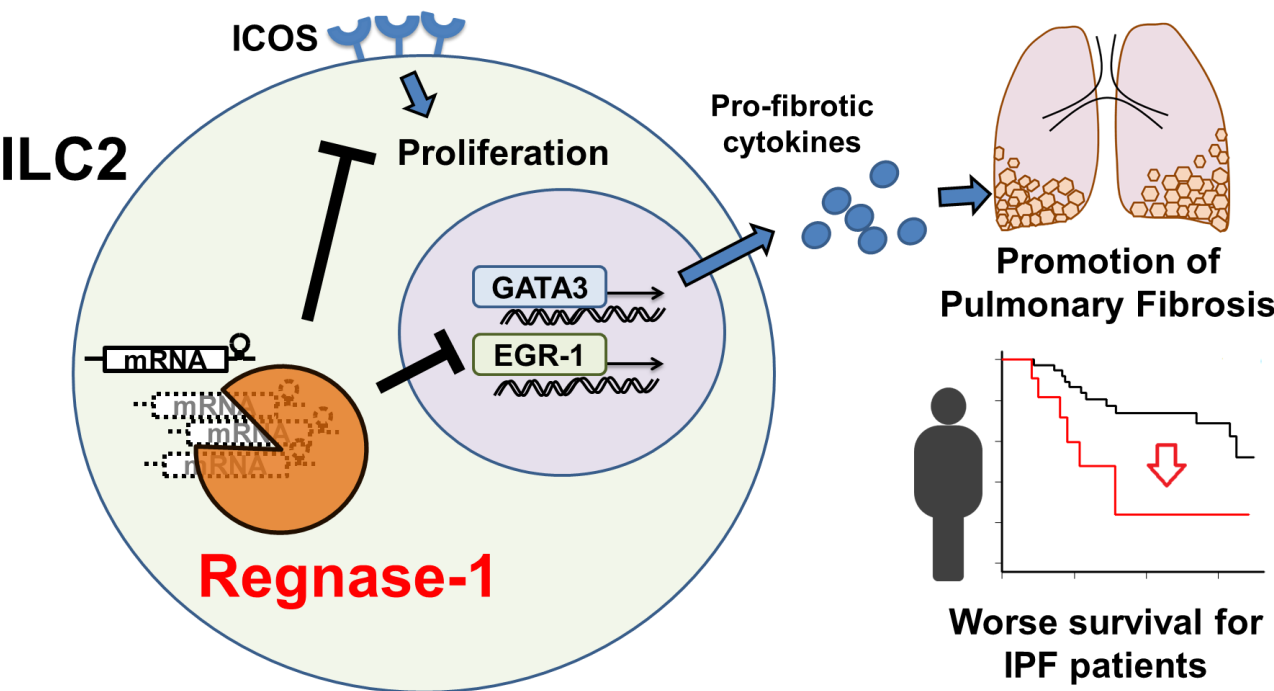 ICOS
ILC2
Proliferation
Pro-fibrotic
cytokines
GATA3
EGR-1
mRNA
mRNA
mRNA
mRNA
Regnase-1
Promotion of
Pulmonary Fibrosis
Worse survival for
IPF patients